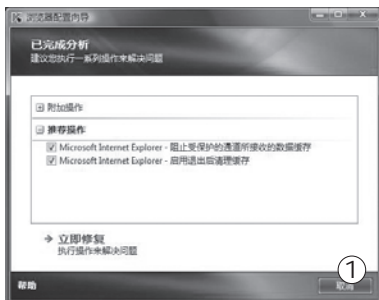 浏览器配置向导
已完成分析
建议您执行一系列操作来解决问题
附加操作
推荐操作
Microsoft Internet Explorer - 阻止受保护的通道所接收的数据缓存
Microsoft Internet Explorer - 启用退出后清理缓存
立即修复
执行操作来解决问题
1
帮助
取消